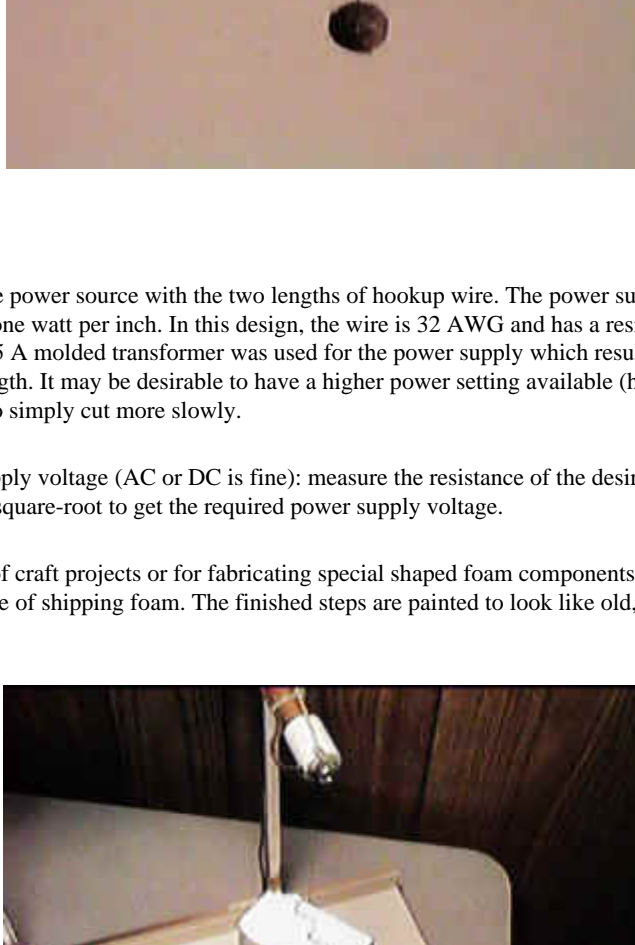 e power source with the two lengths of hookup wire. The power su
one watt per inch. In this design, the wire is 32 AWG and has a resi
5 A molded transformer was used for the power supply which resu
gth. It may be desirable to have a higher power setting available (h
o simply cut more slowly.
ply voltage (AC or DC is fine): measure the resistance of the desir
square-root to get the required power supply voltage.
of craft projects or for fabricating special shaped foam components
e of shipping foam. The finished steps are painted to look like old,